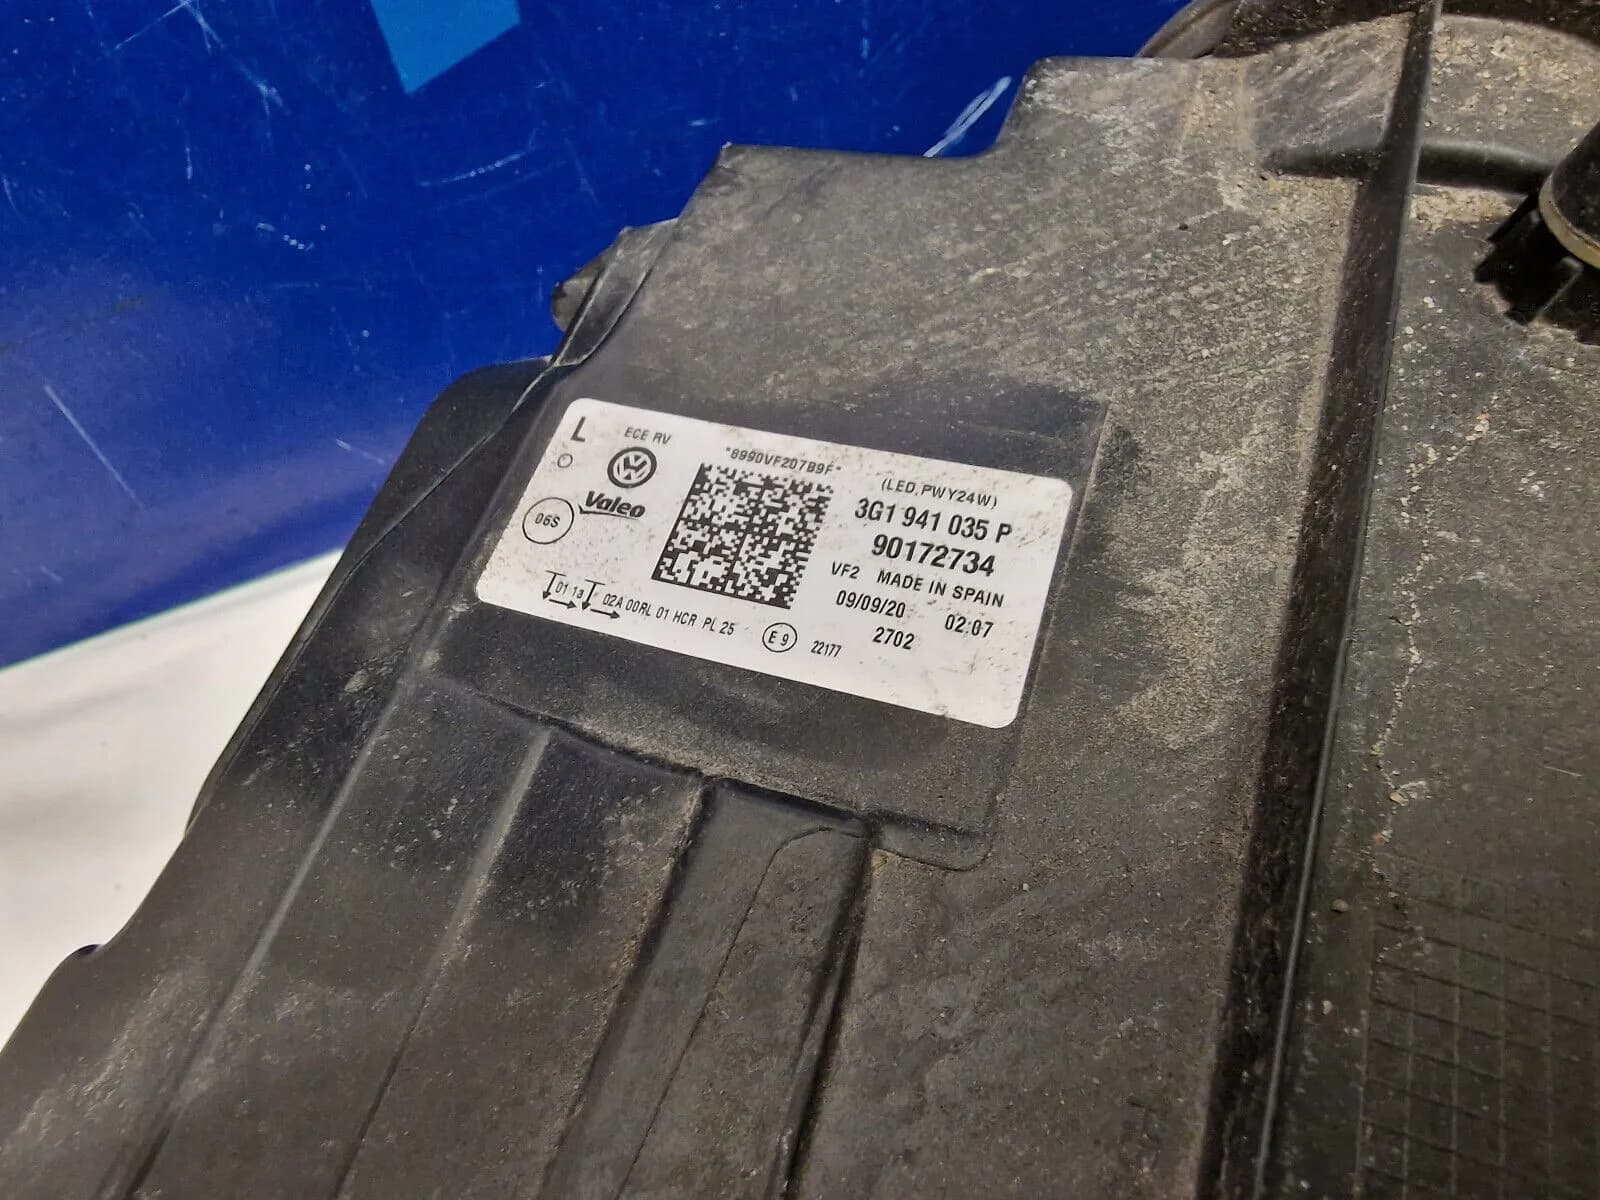 L
ECE RV
Valeo
06S
*8990VF207B9F*
(LED, PWY24W)
3G1 941 035 P
90172734
VF2 MADE IN SPAIN
09/09/20 02:07
2702
01 1a 02A 00RL 01 HCR PL 25
E9 22177